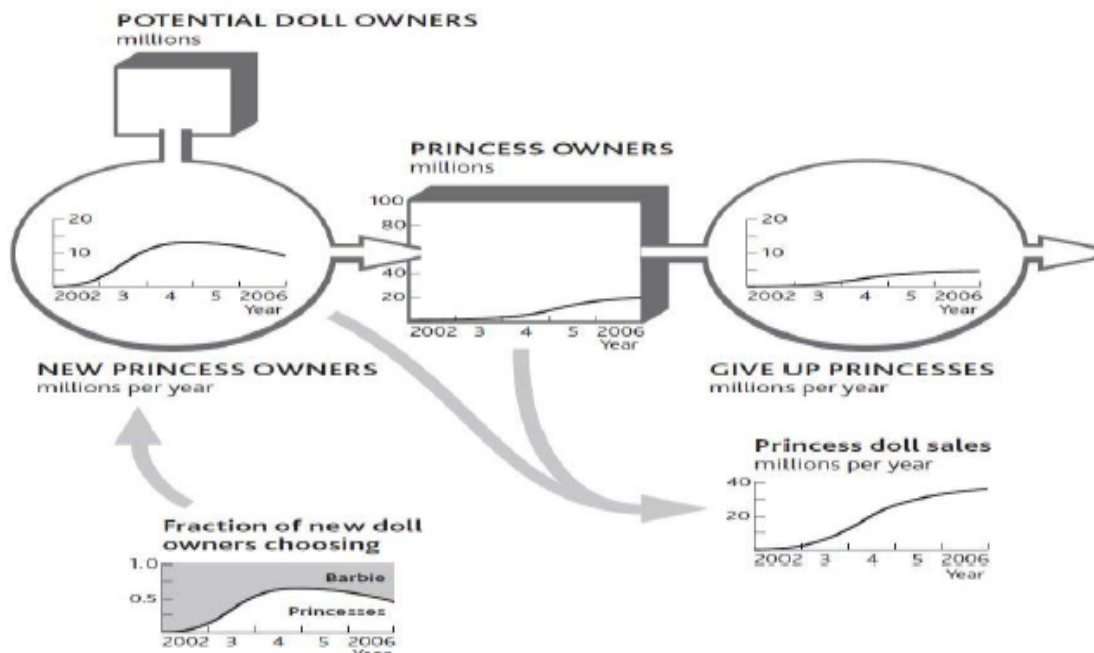 POTENTIAL DOLL OWNERS
millions
PRINCESS OWNERS
millions
100
80
40
20
2002 3 4 5 2006
Year
20
10
2002 3 4 5 2006
Year
NEW PRINCESS OWNERS
millions per year
20
10
2002 3 4 5 2006
Year
GIVE UP PRINCESSES
millions per year
Princess doll sales
millions per year
40
20
2002 3 4 5 2006
Year
Fraction of new doll
owners choosing
1.0
0.5
Barbie
Princesses
2002 3 4 5 2006